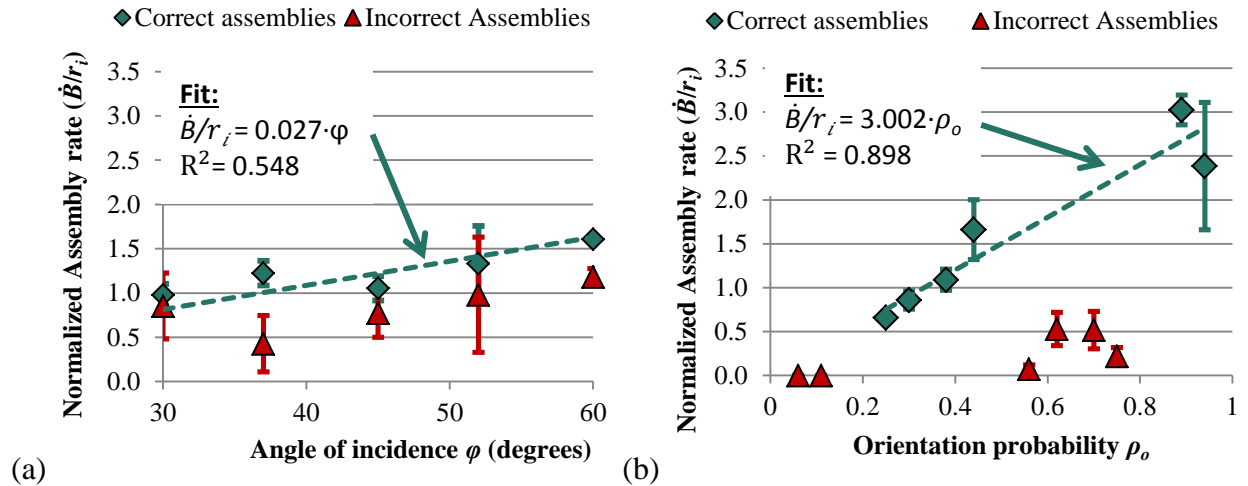 Correct assemblies Incorrect Assemblies
Normalized Assembly rate (Ḃ/rᵢ)
3.5
3.0
2.5
2.0
1.5
1.0
0.5
0.0
Fit:
Ḃ/rᵢ = 0.027·φ
R² = 0.548
30 40 50 60
Angle of incidence φ (degrees)
(a)
Correct assemblies Incorrect Assemblies
Normalized Assembly rate (Ḃ/rᵢ)
3.5
3.0
2.5
2.0
1.5
1.0
0.5
0.0
Fit:
Ḃ/rᵢ = 3.002·ρₒ
R² = 0.898
0 0.2 0.4 0.6 0.8 1
Orientation probability ρₒ
(b)